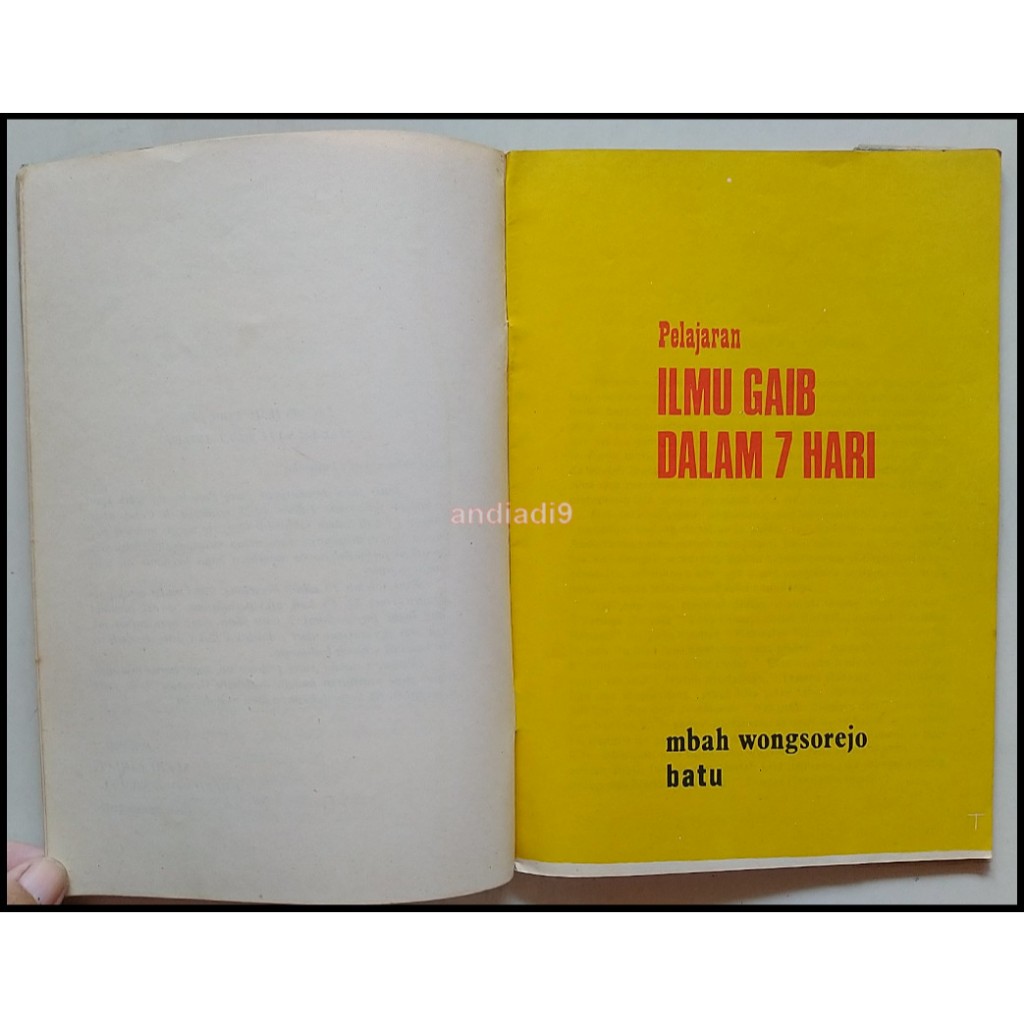 Pelajaran
ILMU GAIB
DALAM 7 HARI
andiadi9
mbah wongsorejo
batu